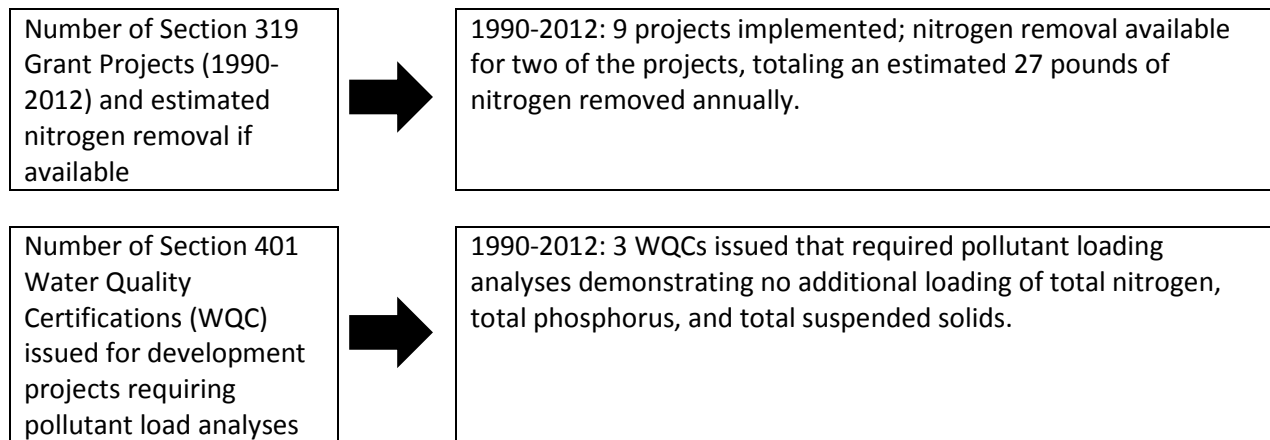 Number of Section 319
Grant Projects (1990-
2012) and estimated
nitrogen removal if
available
1990-2012: 9 projects implemented; nitrogen removal available
for two of the projects, totaling an estimated 27 pounds of
nitrogen removed annually.
Number of Section 401
Water Quality
Certifications (WQC)
issued for development
projects requiring
pollutant load analyses
1990-2012: 3 WQCs issued that required pollutant loading
analyses demonstrating no additional loading of total nitrogen,
total phosphorus, and total suspended solids.